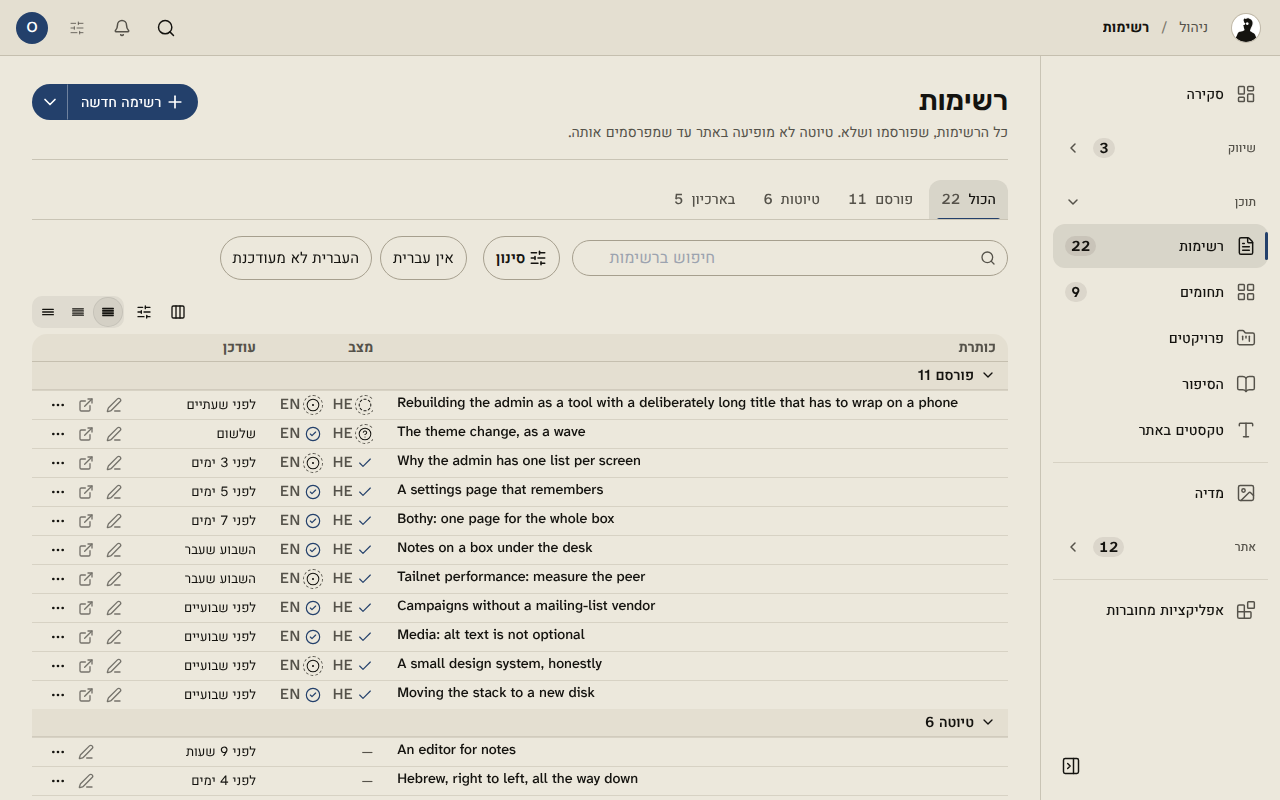 ניהול / רשימות
O
סקירה
שיווק 3
תוכן
רשימות 22
תחומים 9
פרויקטים
הסיפור
טקסטים באתר
מדיה
אתר 12
אפליקציות מחוברות
רשימות
רשימה חדשה
כל הרשימות, שפורסמו ושלא. טיוטה לא מופיעה באתר עד שמפרסמים אותה.
הכול 22 פורסם 11 טיוטות 6 בארכיון 5
חיפוש ברשימות סינון אין עברית העברית לא מעודכנת
כותרת מצב עודכן
פורסם 11
Rebuilding the admin as a tool with a deliberately long title that has to wrap on a phone HE EN לפני שעתיים
The theme change, as a wave HE EN שלשום
Why the admin has one list per screen HE EN לפני 3 ימים
A settings page that remembers HE EN לפני 5 ימים
Bothy: one page for the whole box HE EN לפני 7 ימים
Notes on a box under the desk HE EN השבוע שעבר
Tailnet performance: measure the peer HE EN השבוע שעבר
Campaigns without a mailing-list vendor HE EN לפני שבועיים
Media: alt text is not optional HE EN לפני שבועיים
A small design system, honestly HE EN לפני שבועיים
Moving the stack to a new disk HE EN לפני שבועיים
טיוטה 6
An editor for notes — לפני 9 שעות
Hebrew, right to left, all the way down — לפני 4 ימים